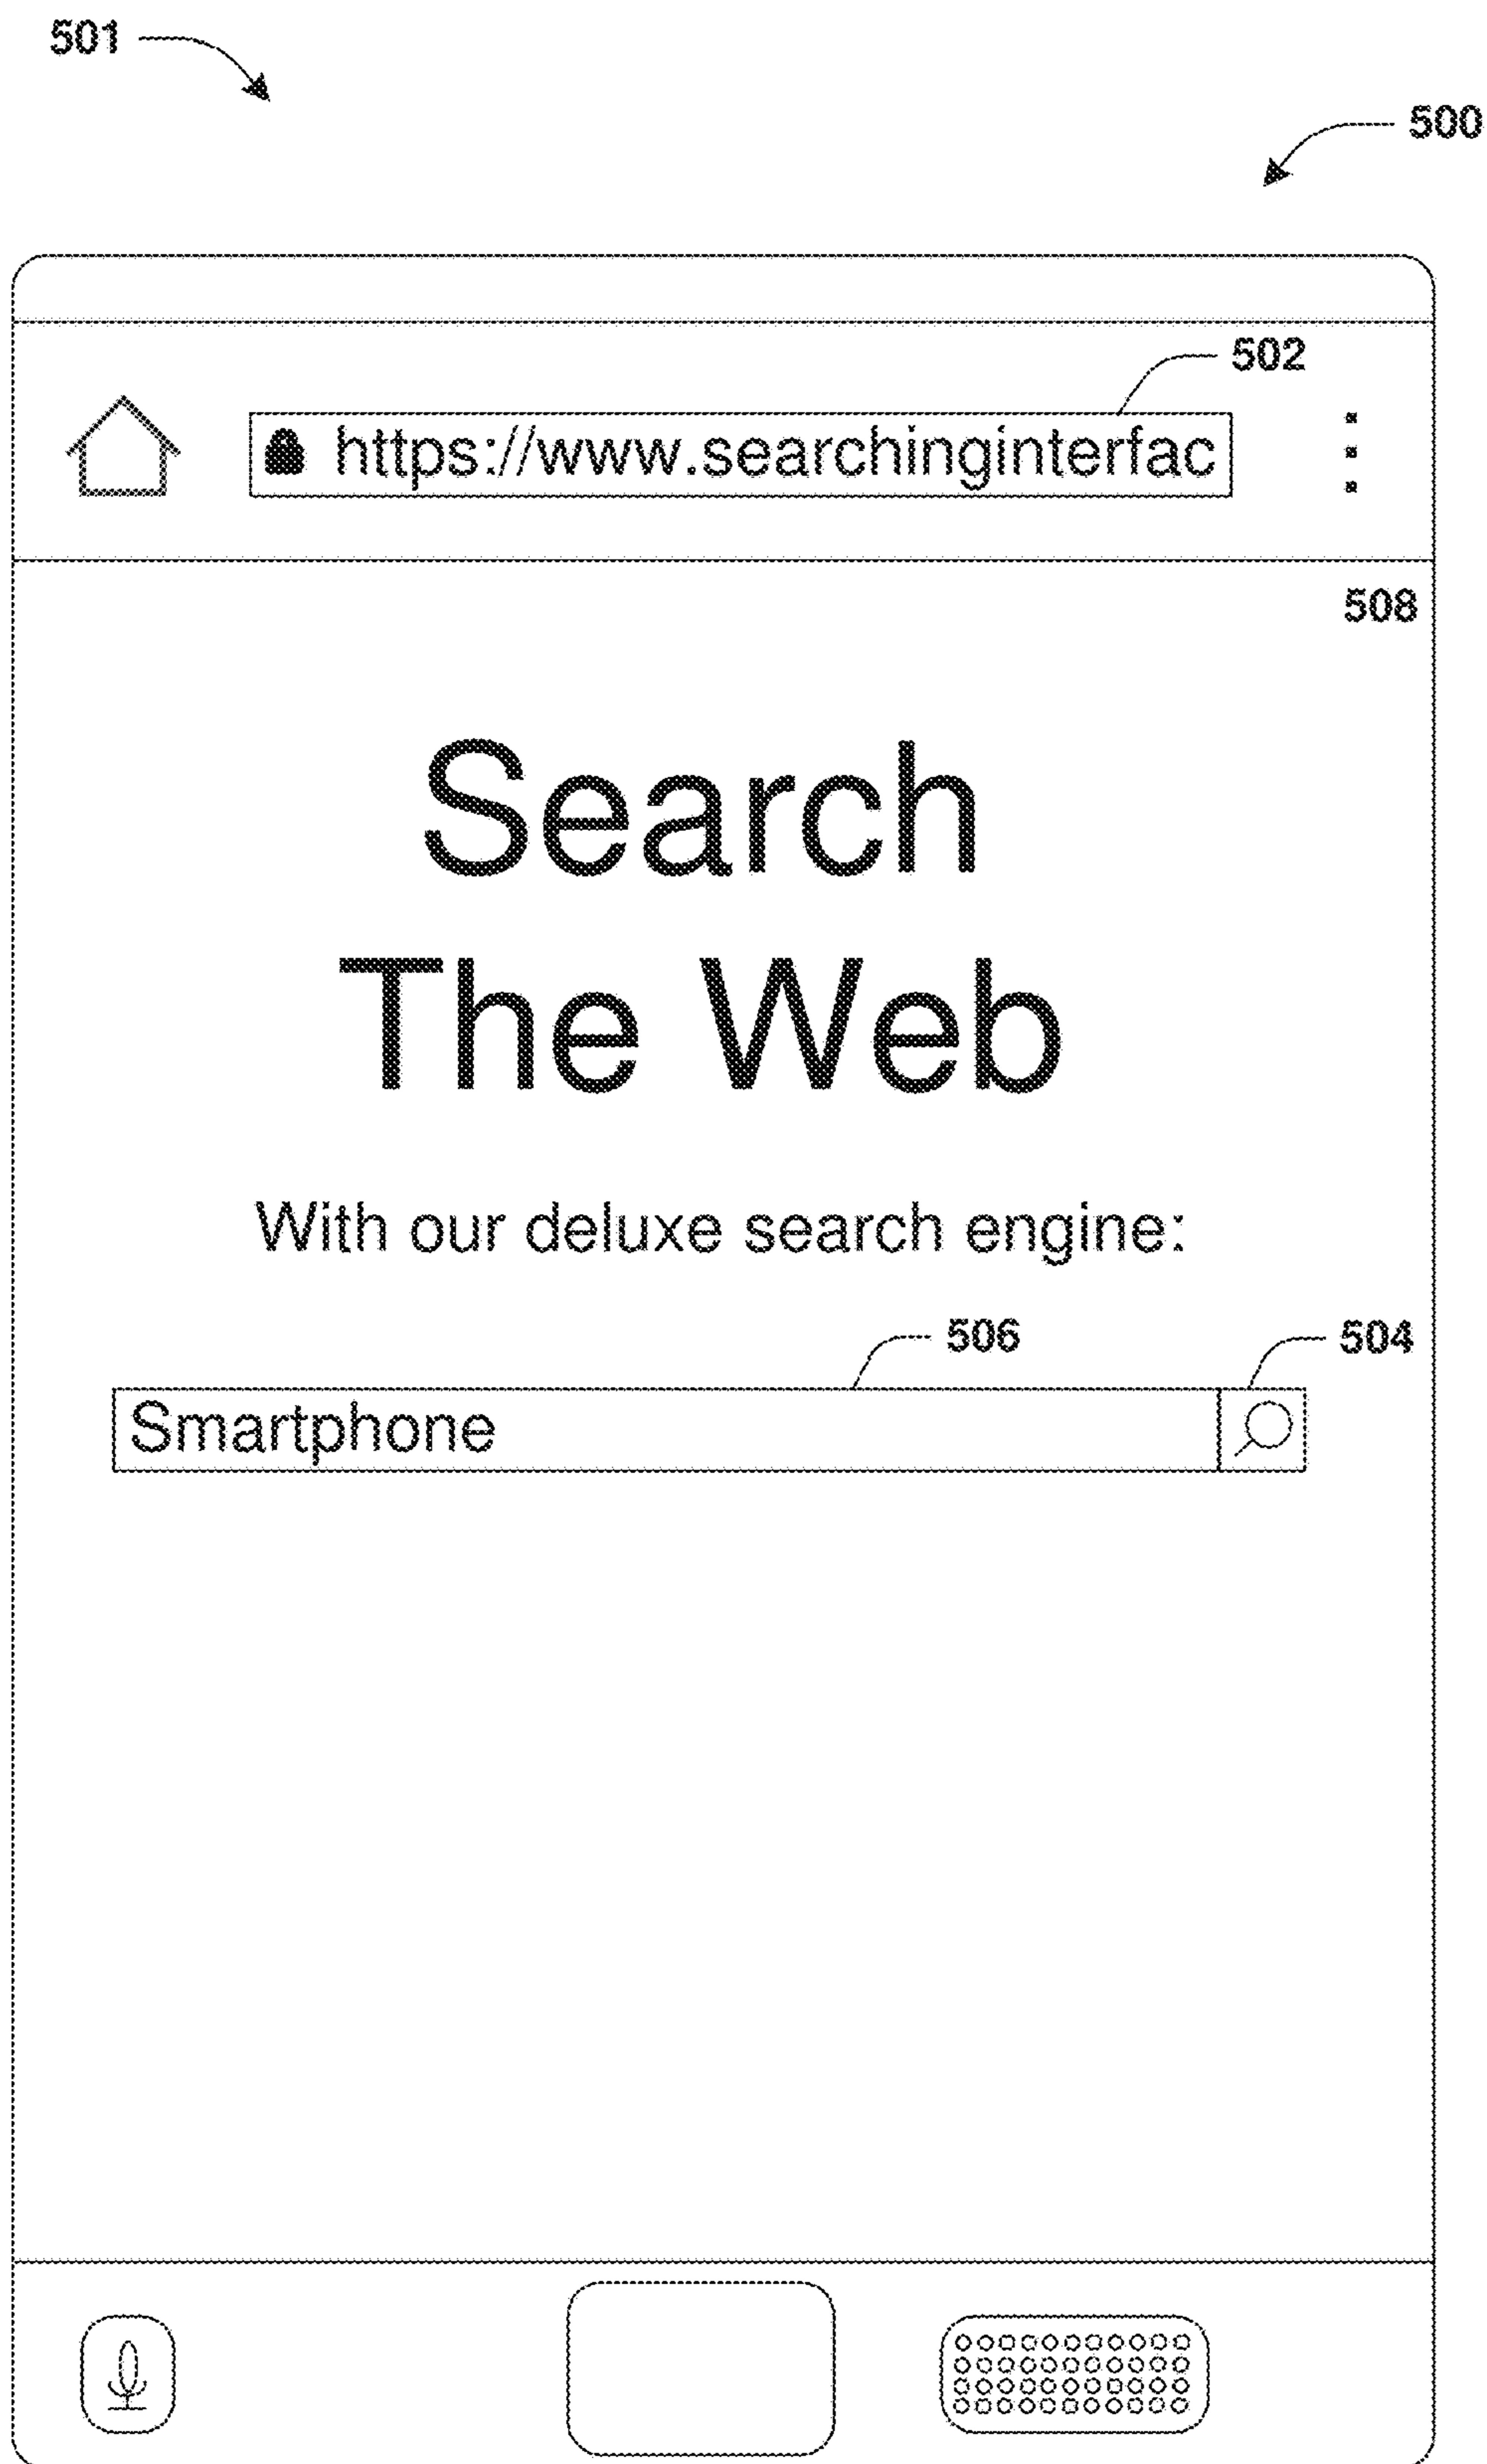 501
500
502
https://www.searchinginterfac
508
Search
The Web
With our deluxe search engine:
506
504
Smartphone